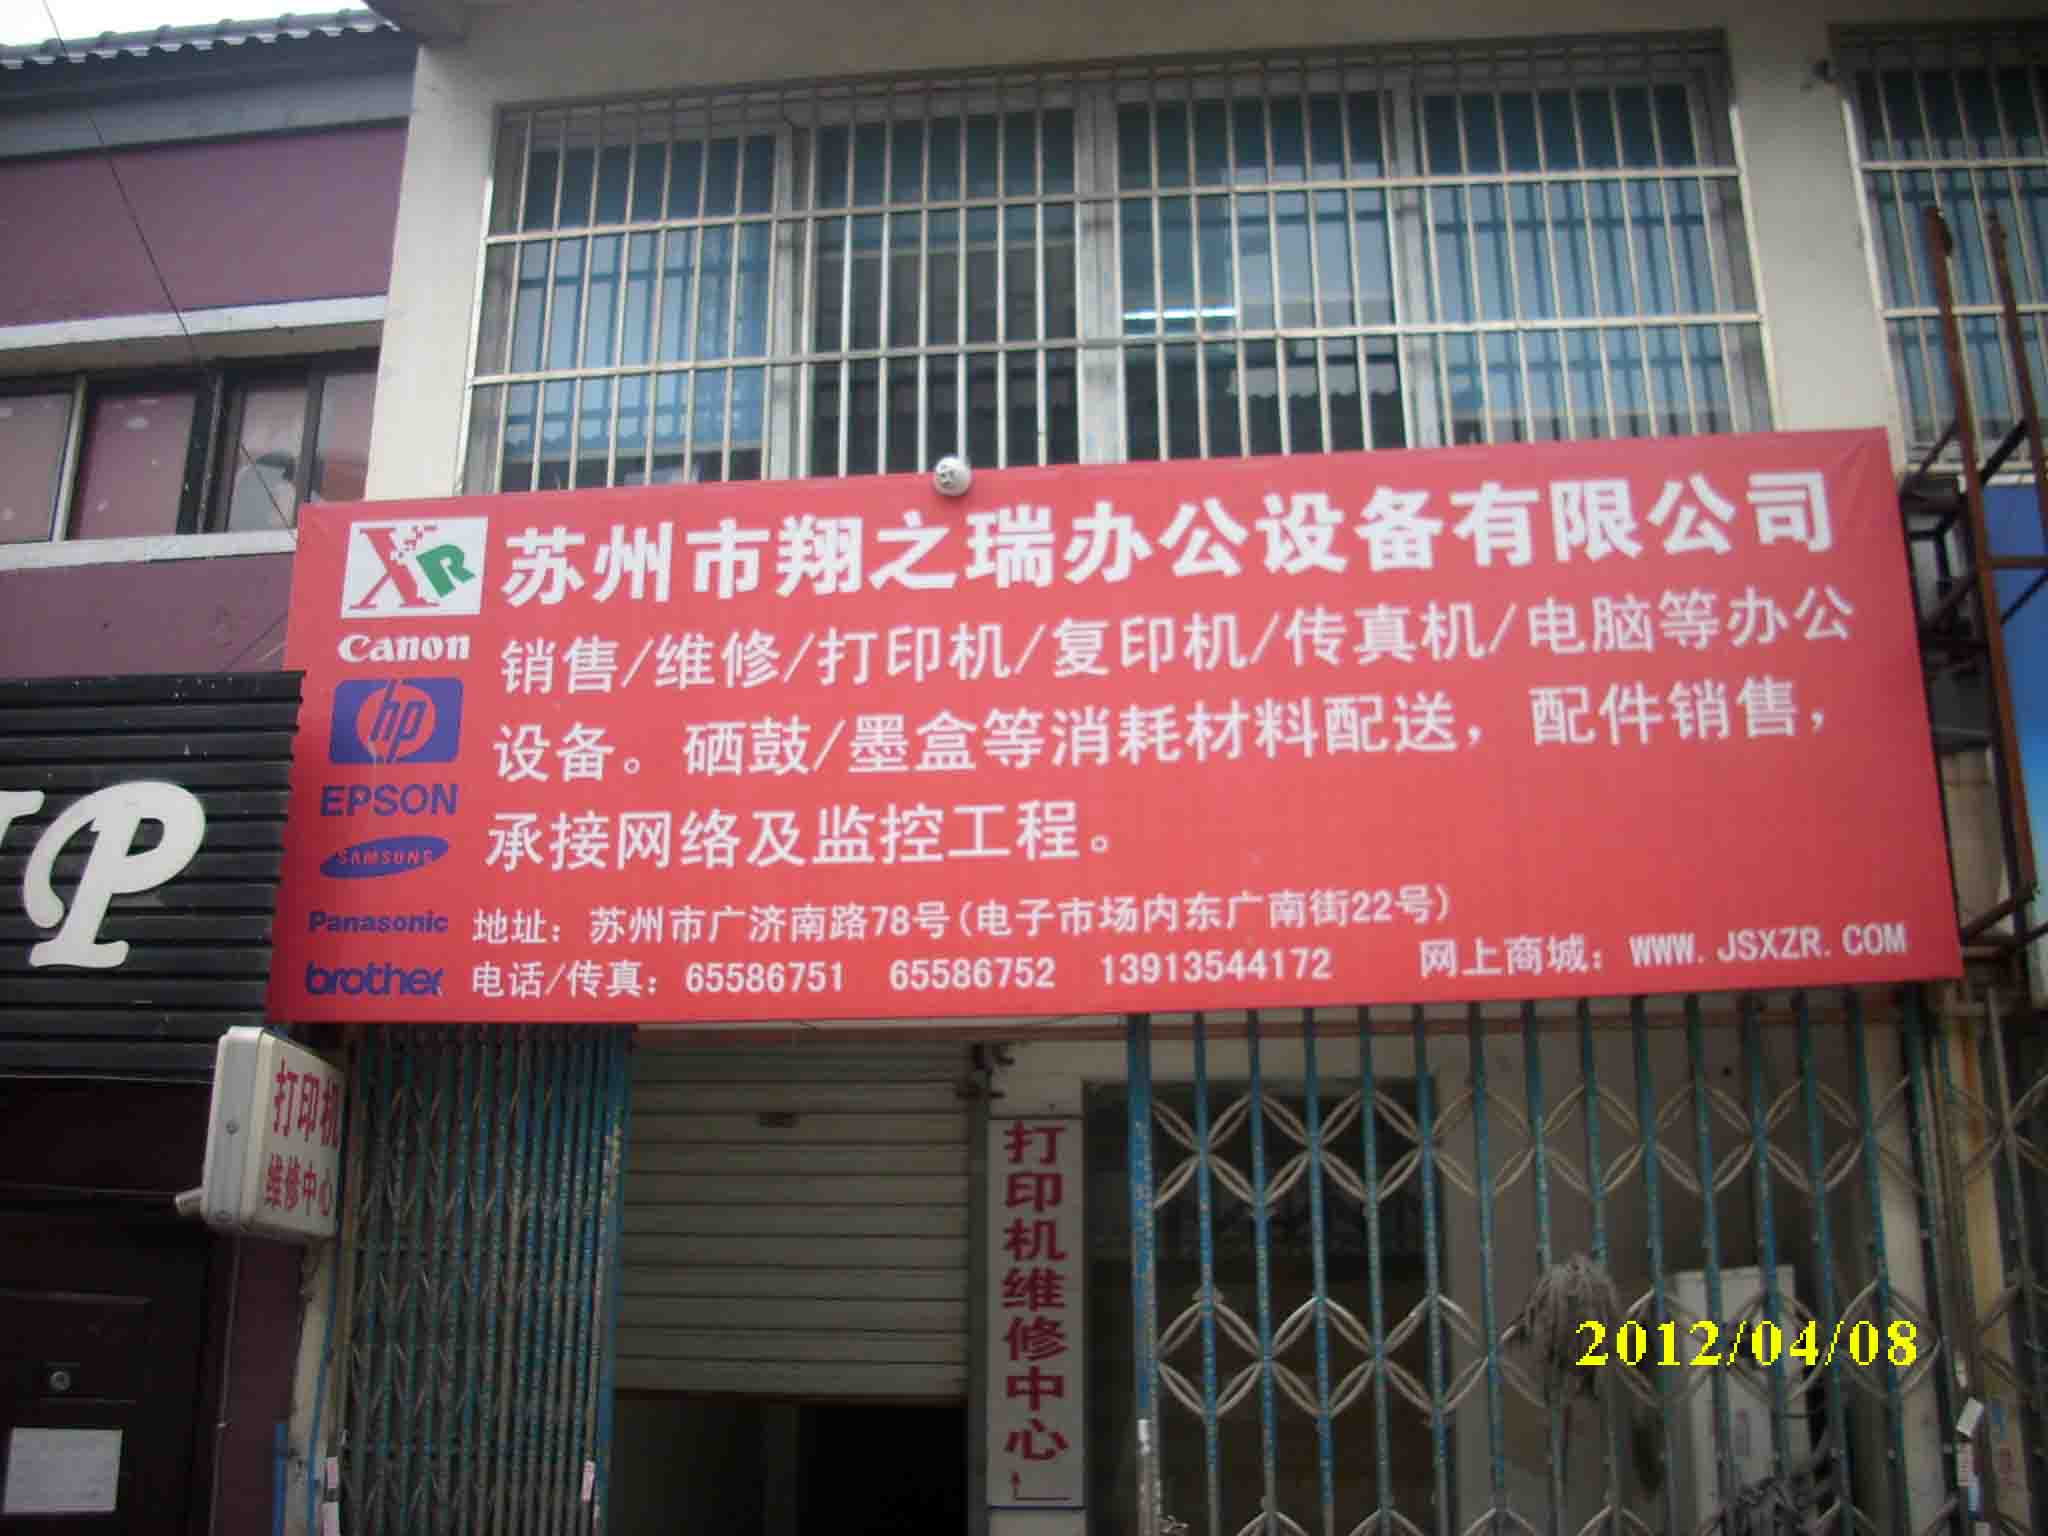 XR
苏州市翔之瑞办公设备有限公司
Canon
销售/维修/打印机/复印机/传真机/电脑等办公
hp
设备。硒鼓/墨盒等消耗材料配送，配件销售，
EPSON
SAMSUNG
承接网络及监控工程。
Panasonic
地址：苏州市广济南路78号(电子市场内东广南街22号)
brother
电话/传真：65586751 65586752 13913544172 网上商城：WWW.JSXZR.COM
P
打印机
维修中心
打印机维修中心
2012/04/08